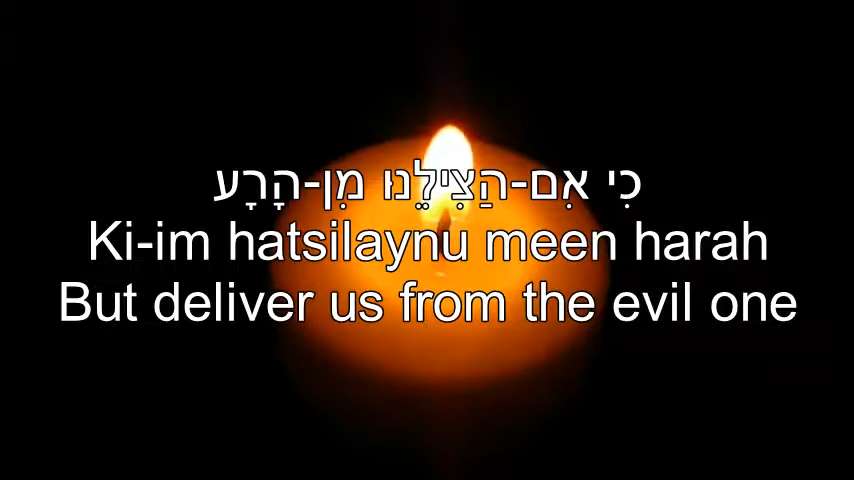 כִּי אִם-הַצִּילֵנוּ מִן-הָרָע
Ki-im hatsilaynu meen harah
But deliver us from the evil one